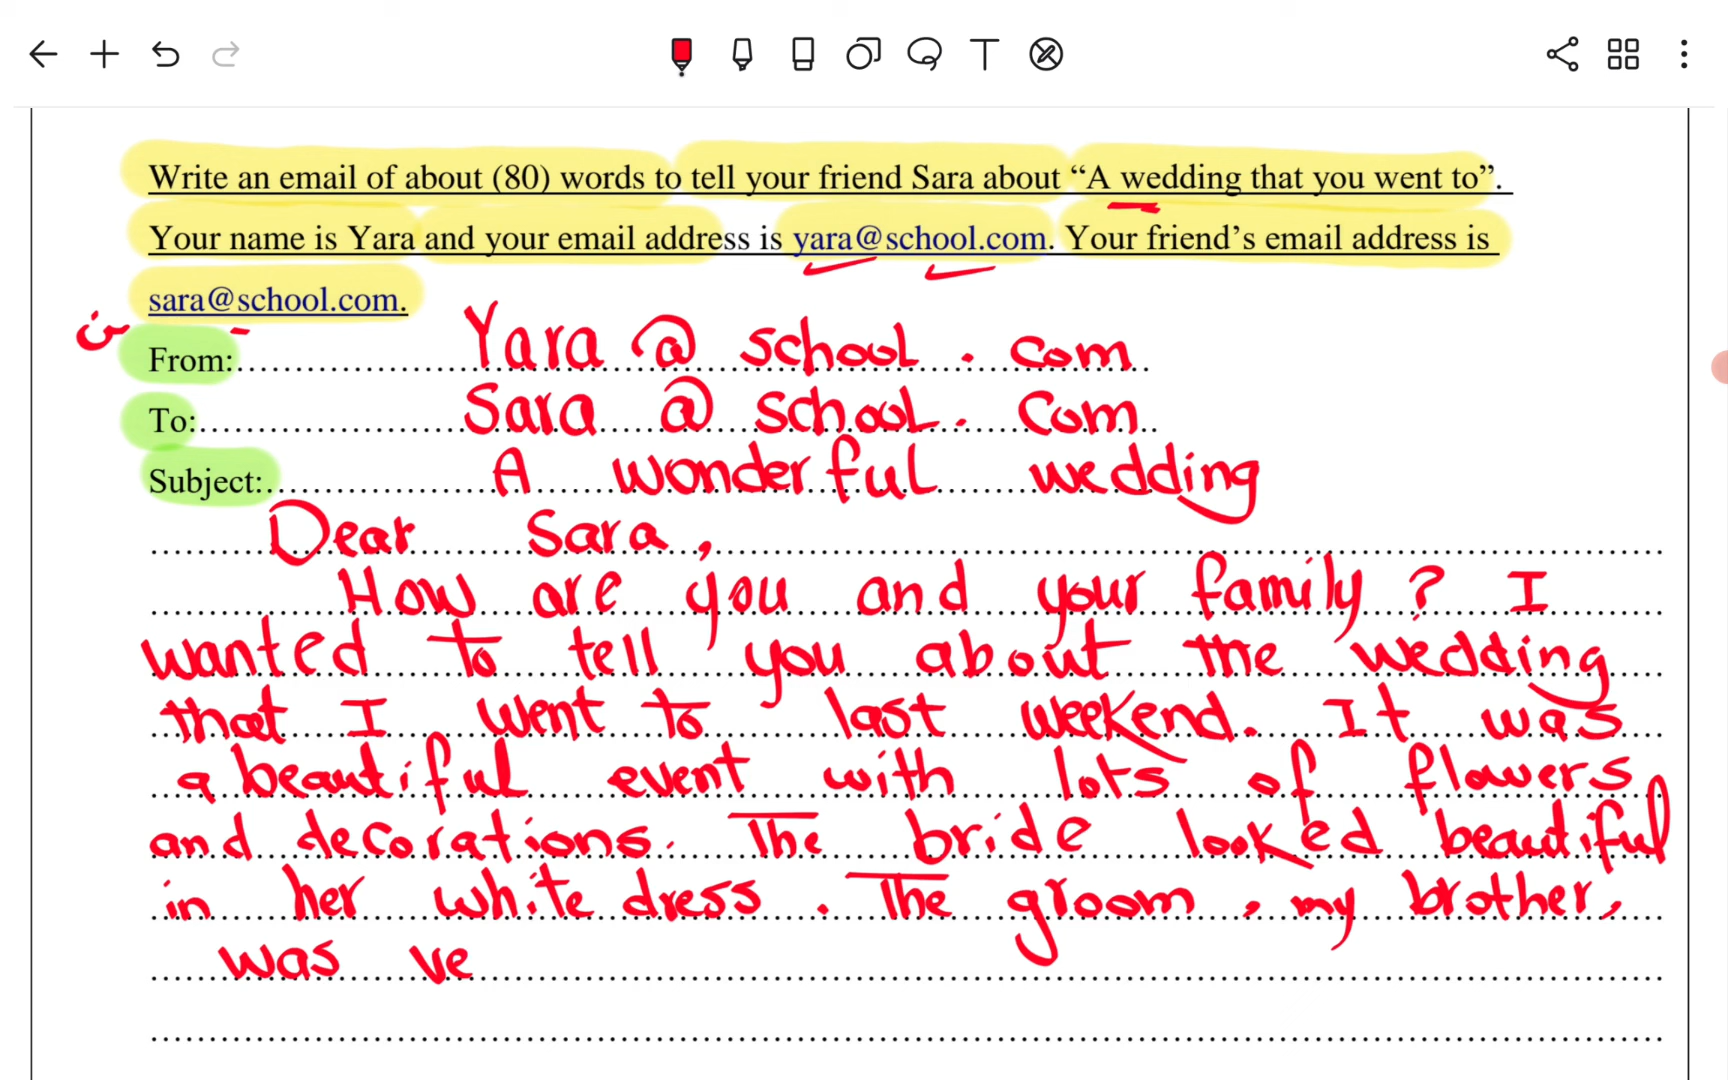 Write an email of about (80) words to tell your friend Sara about “A wedding that you went to”.
Your name is Yara and your email address is yara@school.com. Your friend’s email address is
sara@school.com.
From: Yara @ school . com
To: Sara @ school . Com
Subject: A wonderful wedding
Dear Sara,
How are you and your family? I
wanted to tell you about the wedding
that I went to last weekend. It was
a beautiful event with lots of flowers
and decorations. The bride looked beautiful
in her white dress. The groom, my brother,
was ve